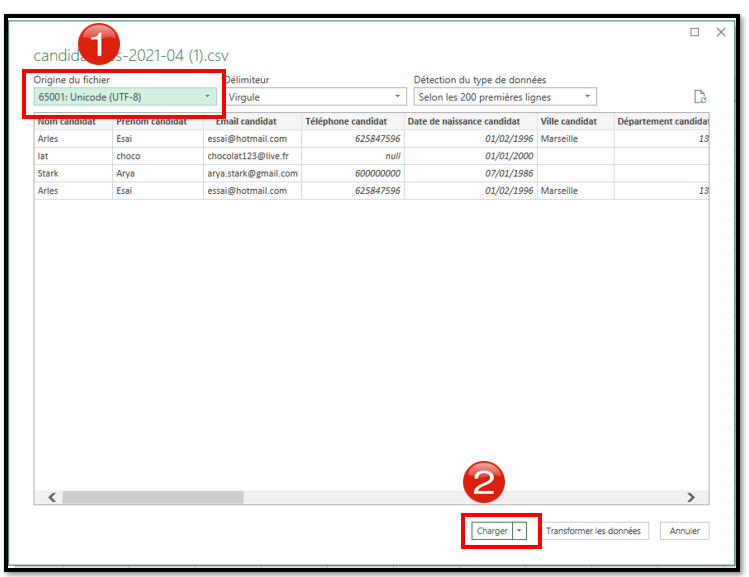 candida s-2021-04 (1).csv
1
Origine du fichier Délimiteur Détection du type de données
65001: Unicode (UTF-8) Virgule Selon les 200 premières lignes
Nom candidat Prénom candidat Email candidat Téléphone candidat Date de naissance candidat Ville candidat Département candidat
Arles Esai essai@hotmail.com 625847596 01/02/1996 Marseille 13
lat choco chocolat123@live.fr null 01/01/2000
Stark Arya arya.stark@gmail.com 600000000 07/01/1986
Arles Esai essai@hotmail.com 625847596 01/02/1996 Marseille 13
2
Charger Transformer les données Annuler